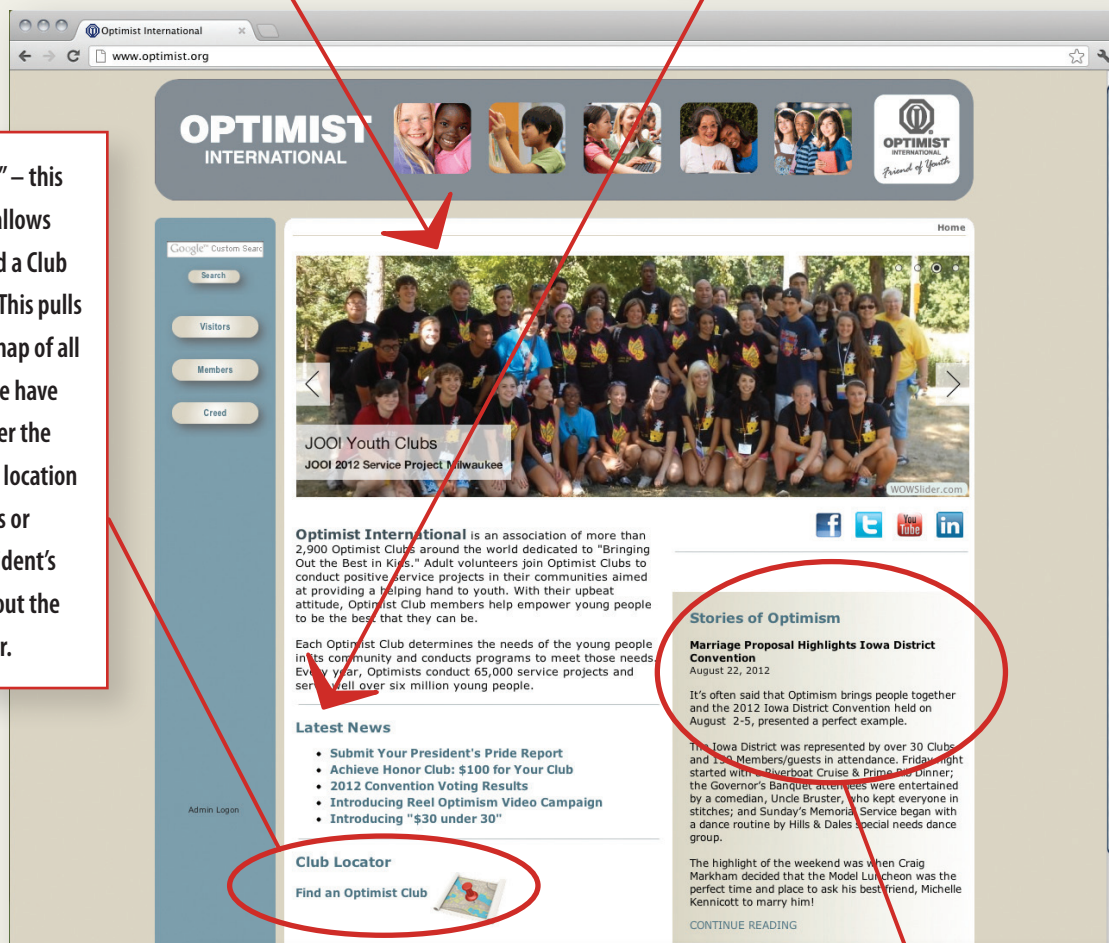 Optimist International
www.optimist.org
OPTIMIST
INTERNATIONAL
OPTIMIST
INTERNATIONAL
Friend of Youth
” – this
allows
d a Club
This pulls
map of all
e have
er the
location
s or
dent’s
out the
r.
Google™ Custom Searc
Search
Visitors
Members
Creed
Admin Logon
Home
JOOI Youth Clubs
JOOI 2012 Service Project Milwaukee
WOWSlider.com
Optimist International is an association of more than
2,900 Optimist Clubs around the world dedicated to "Bringing
Out the Best in Kids." Adult volunteers join Optimist Clubs to
conduct positive service projects in their communities aimed
at providing a helping hand to youth. With their upbeat
attitude, Optimist Club members help empower young people
to be the best that they can be.
Each Optimist Club determines the needs of the young people
in its community and conducts programs to meet those needs.
Every year, Optimists conduct 65,000 service projects and
serve well over six million young people.
Latest News
• Submit Your President's Pride Report
• Achieve Honor Club: $100 for Your Club
• 2012 Convention Voting Results
• Introducing Reel Optimism Video Campaign
• Introducing "$30 under 30"
Club Locator
Find an Optimist Club
f
t
You
Tube
in
Stories of Optimism
Marriage Proposal Highlights Iowa District
Convention
August 22, 2012
It's often said that Optimism brings people together
and the 2012 Iowa District Convention held on
August 2-5, presented a perfect example.
The Iowa District was represented by over 30 Clubs
and Members/guests in attendance. Friday night
started with a Riverboat Cruise & Prime Rib Dinner;
the Governor's Banquet attendees were entertained
by a comedian, Uncle Bruster, who kept everyone in
stitches; and Sunday's Memorial Service began with
a dance routine by Hills & Dales special needs dance
group.
The highlight of the weekend was when Craig
Markham decided that the Model Luncheon was the
perfect time and place to ask his best friend, Michelle
Kennicott to marry him!
CONTINUE READING